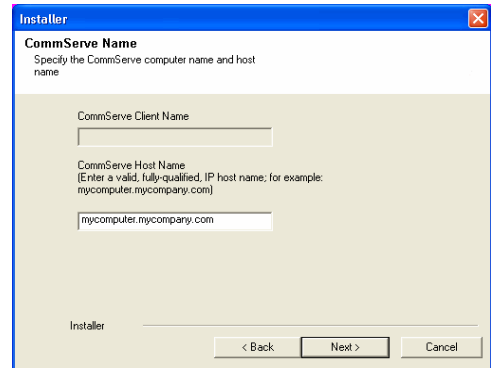 Installer
CommServe Name
Specify the CommServe computer name and host
name
CommServe Client Name
CommServe Host Name
(Enter a valid, fully-qualified, IP host name; for example:
mycomputer.mycompany.com)
mycomputer.mycompany.com
Installer
< Back
Next >
Cancel